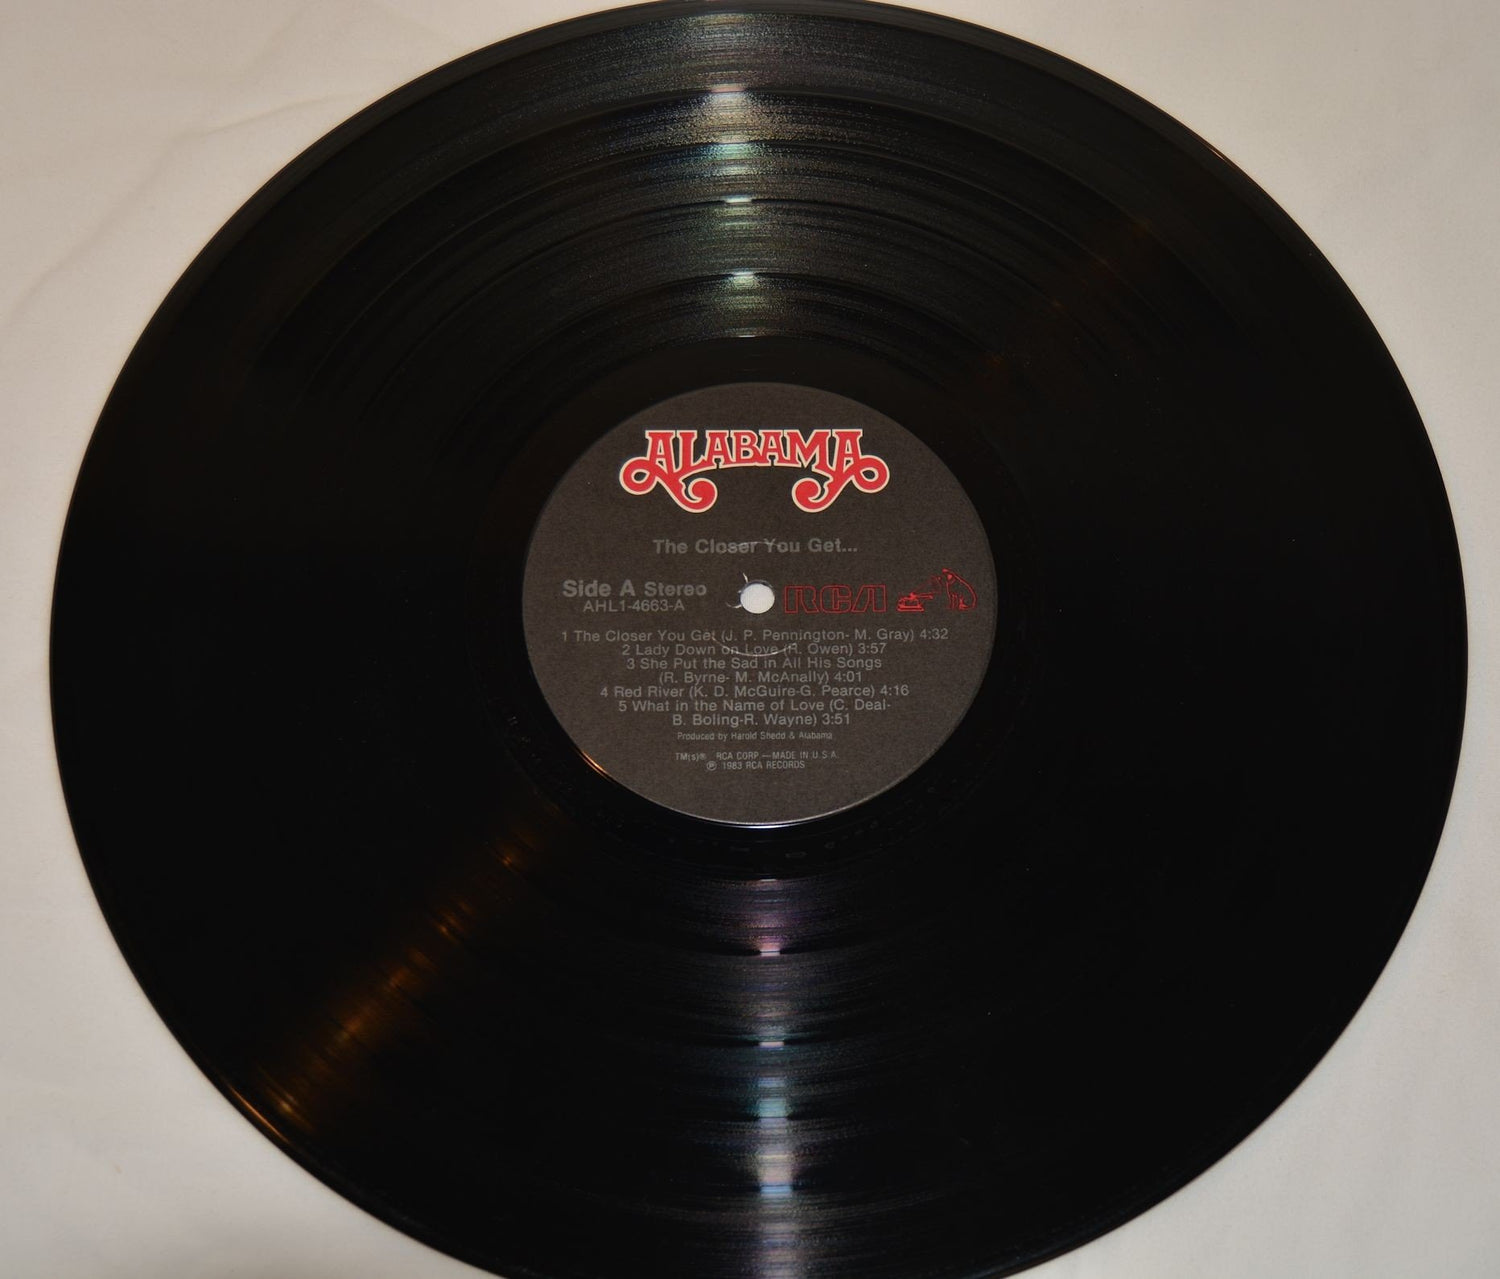 ALABAMA
The Closer You Get...
Side A Stereo
AHL1-4663-A
RCA
1 The Closer You Get (J. P. Pennington- M. Gray) 4:32
2 Lady Down on Love (R. Owen) 3:57
3 She Put the Sad in All His Songs
(R. Byrne- M. McAnally) 4:01
4 Red River (K. D. McGuire-G. Pearce) 4:16
5 What in the Name of Love (C. Deal-
B. Boling-R. Wayne) 3:51
Produced by Harold Shedd & Alabama
TM(s)® RCA CORP —MADE IN U.S.A.
℗ 1983 RCA RECORDS